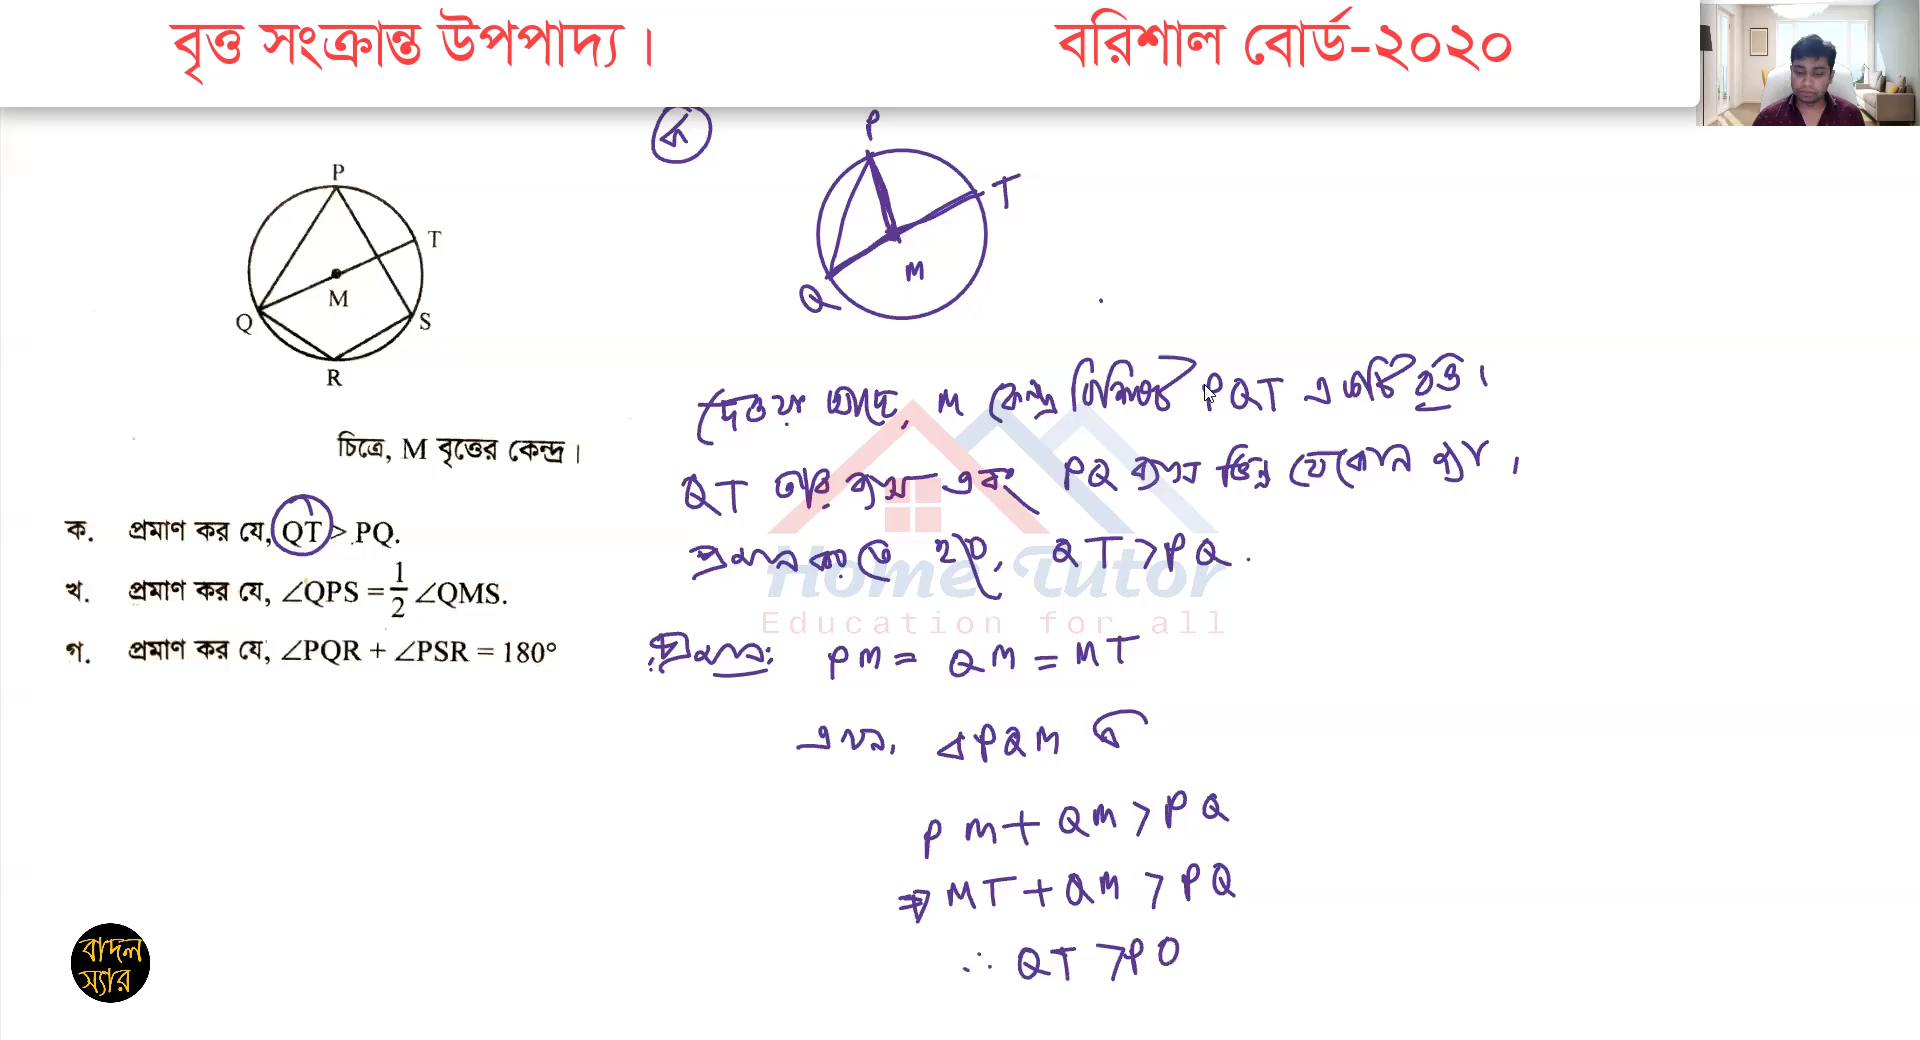 বৃত্ত সংক্রান্ত উপপাদ্য।
বরিশাল বোর্ড-২০২০
P
T
M
Q
S
R
চিত্রে, M বৃত্তের কেন্দ্র।
ক. প্রমাণ কর যে, QT > PQ.
খ. প্রমাণ কর যে, ∠QPS = 1/2 ∠QMS.
গ. প্রমাণ কর যে, ∠PQR + ∠PSR = 180°
ক
P
T
M
Q
দেওয়া আছে, M কেন্দ্র বিশিষ্ট PQT একটি বৃত্ত।
QT তার ব্যাস এবং PQ ব্যাস ভিন্ন যেকোন জ্যা।
প্রমান করতে হবে, QT > PQ.
প্রমান: PM = QM = MT
এখন, ΔPQM এ
PM + QM > PQ
⇒ MT + QM > PQ
∴ QT > PQ
Home Tutor
Education for all
বাদল
স্যার